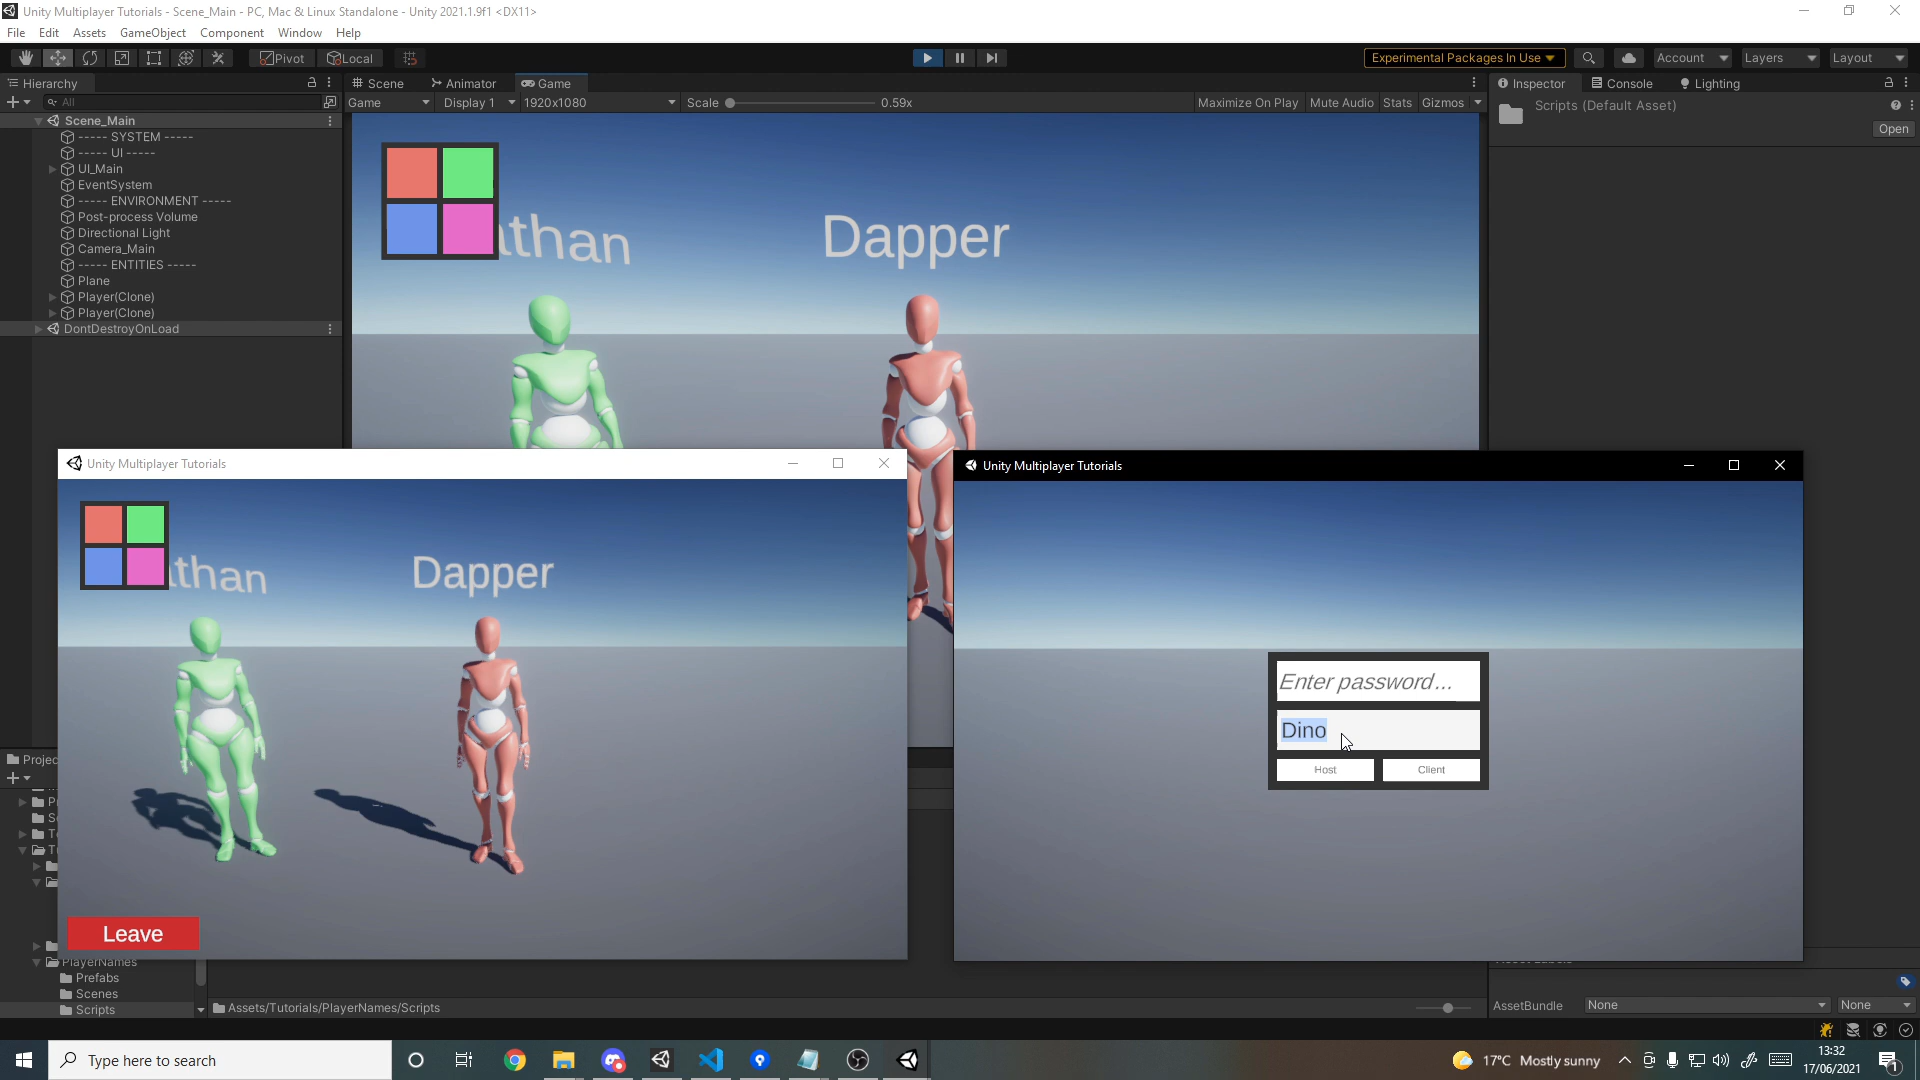 Unity Multiplayer Tutorials - Scene_Main - PC, Mac & Linux Standalone - Unity 2021.1.9f1 <DX11>
File Edit Assets GameObject Component Window Help
Pivot Local Experimental Packages In Use Account Layers Layout
Hierarchy Scene Animator Game Inspector Console Lighting
All Game Display 1 1920x1080 Scale 0.59x Maximize On Play Mute Audio Stats Gizmos Scripts (Default Asset)
Open
Scene_Main
----- SYSTEM -----
----- UI -----
UI_Main
EventSystem
----- ENVIRONMENT -----
Post-process Volume
Directional Light
Camera_Main
----- ENTITIES -----
Plane
Player(Clone)
Player(Clone)
DontDestroyOnLoad
athan Dapper
Unity Multiplayer Tutorials
athan Dapper
Leave
Unity Multiplayer Tutorials
Enter password...
Dino
Host Client
Projec
PlayerNames
Prefabs
Scenes
Scripts
Assets/Tutorials/PlayerNames/Scripts
AssetBundle None None
Type here to search
17°C Mostly sunny
13:32
17/06/2021
1